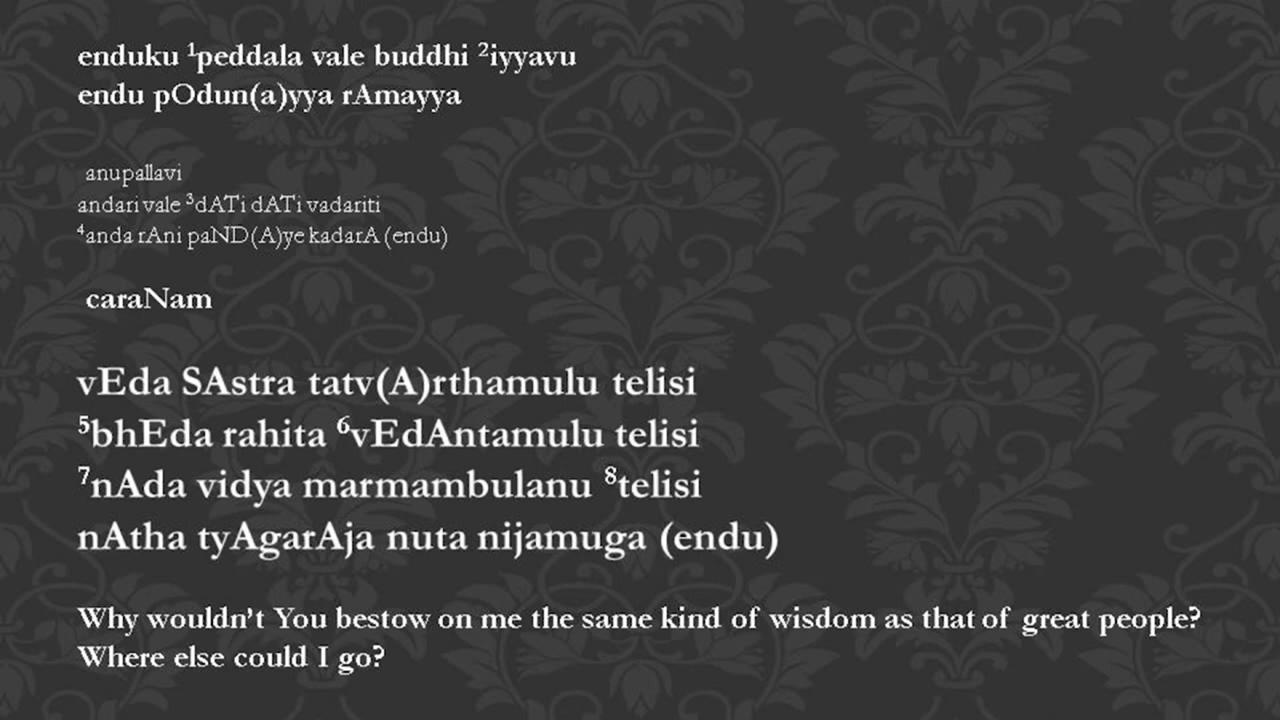 enduku ¹peddala vale buddhi ²iyyavu
endu pOdun(a)yya rAmayya
anupallavi
andari vale ³dATi dATi vadariti
⁴anda rAni paND(A)ye kadarA (endu)
caraNam
vEda SAstra tatv(A)rthamulu telisi
⁵bhEda rahita ⁶vEdAntamulu telisi
⁷nAda vidya marmambulanu ⁸telisi
nAtha tyAgarAja nuta nijamuga (endu)
Why wouldn't You bestow on me the same kind of wisdom as that of great people?
Where else could I go?